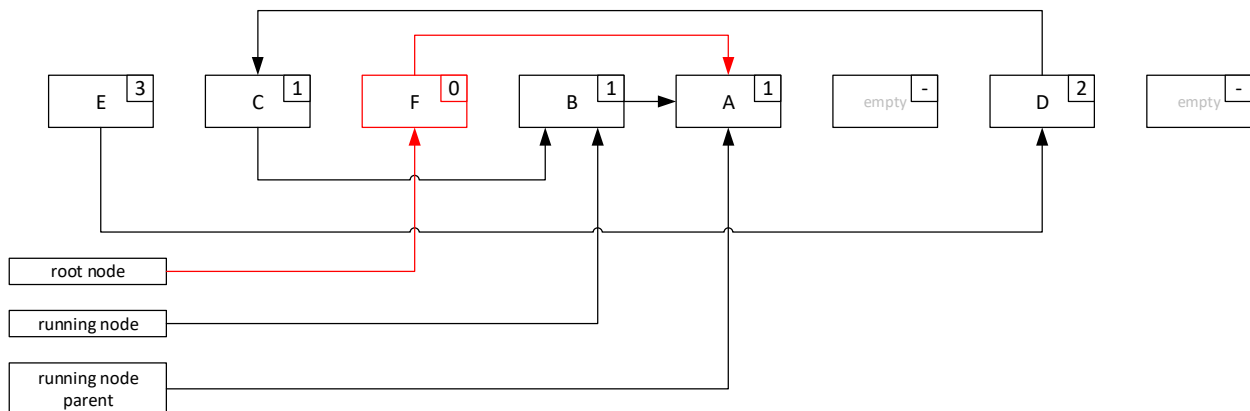 E 3
C 1
F 0
B 1
A 1
empty -
D 2
empty -
root node
running node
running node
parent